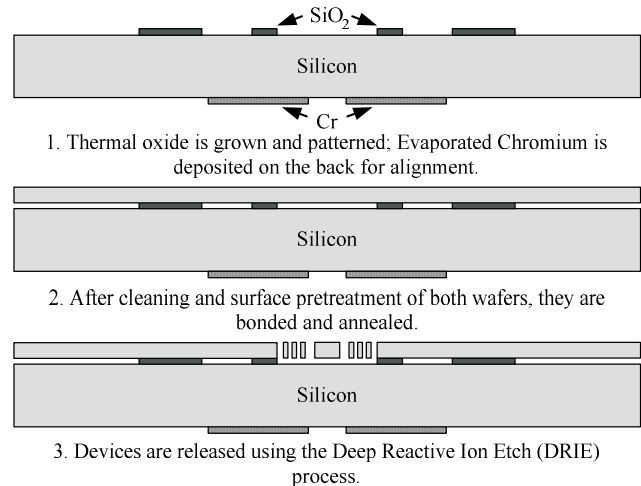 SiO2
Silicon
Cr
1. Thermal oxide is grown and patterned; Evaporated Chromium is
deposited on the back for alignment.
Silicon
2. After cleaning and surface pretreatment of both wafers, they are
bonded and annealed.
Silicon
3. Devices are released using the Deep Reactive Ion Etch (DRIE)
process.